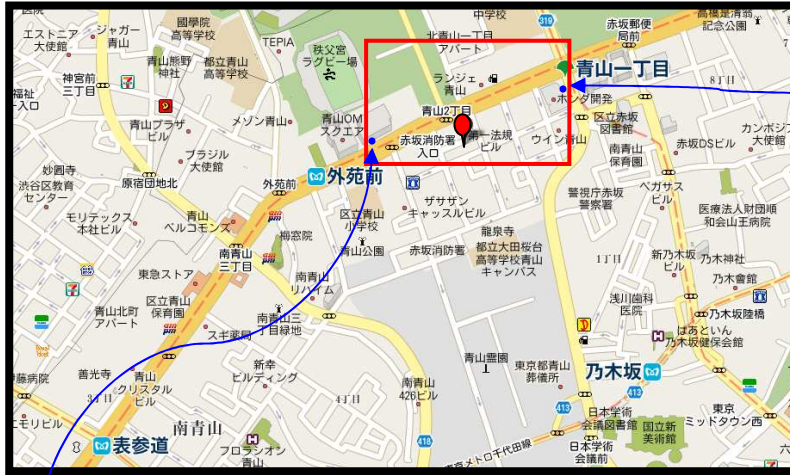 中学校
319
赤坂郵便
局前
高橋是清翁
記念公園
エストニア
大使館
ジャガー
青山
國學院
高等学校
TEPIA
秩父宮
ラグビー場
北青山一丁目
アパート
青山熊野
神社
都立青山
高等学校
ランジェ
青山
青山一丁目
神宮前
三丁目
8丁目
ホンダ開発
メゾン青山
青山OM
スクエア
青山2丁目
区立赤坂
図書館
青山プラザ
ビル
赤坂消防署
入口
第一法規
ビル
ウイン青山
カンボジア
大使館
赤坂DSビル
ブラジル
大使館
南青山
保育園
妙圓寺
渋谷区教育
センター
原宿団地北
外苑前
外苑前
警視庁赤坂
警察署
ペガサス
ビル
ザサザン
キャッスルビル
医療法人財団順
和会山王病院
モリテックス
本社ビル
青山
ベルコモンズ
区立青山
小学校
龍泉寺
梅窓院
青山公園
赤坂消防署
都立大田桜台
高等学校青山
キャンパス
1丁目
新乃木坂
ビル
乃木神社
南青山
三丁目
東急ストア
南青山
リハイム
乃木會館
区立青山
保育園
浅川歯科
医院
乃木坂陸橋
青山北町
アパート
スギ薬局
南青山三
丁目緑地
はあといん
乃木坂健保会館
新幸
ビルディング
青山霊園
東京都青山
葬儀所
乃木坂
伊藤病院
善光寺
青山
クリスタル
ビル
3丁目
4丁目
南青山
426ビル
413
413
東京
ミッドタウン西
エモリビル
南青山
日本学術
会議図書館
国立新
美術館
表参道
フロラシオン
青山
418
東京メトロ千代田線
日本学術
会議前